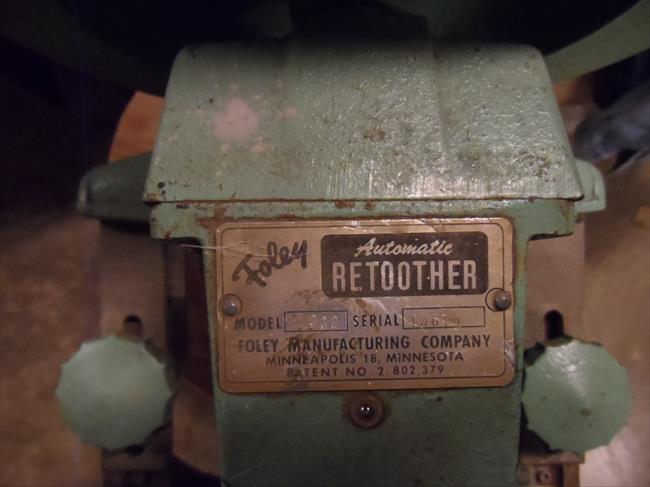 Foley
Automatic
RETOOTHER
MODEL SERIAL
FOLEY MANUFACTURING COMPANY
MINNEAPOLIS 18, MINNESOTA
PATENT NO. 2,802,379